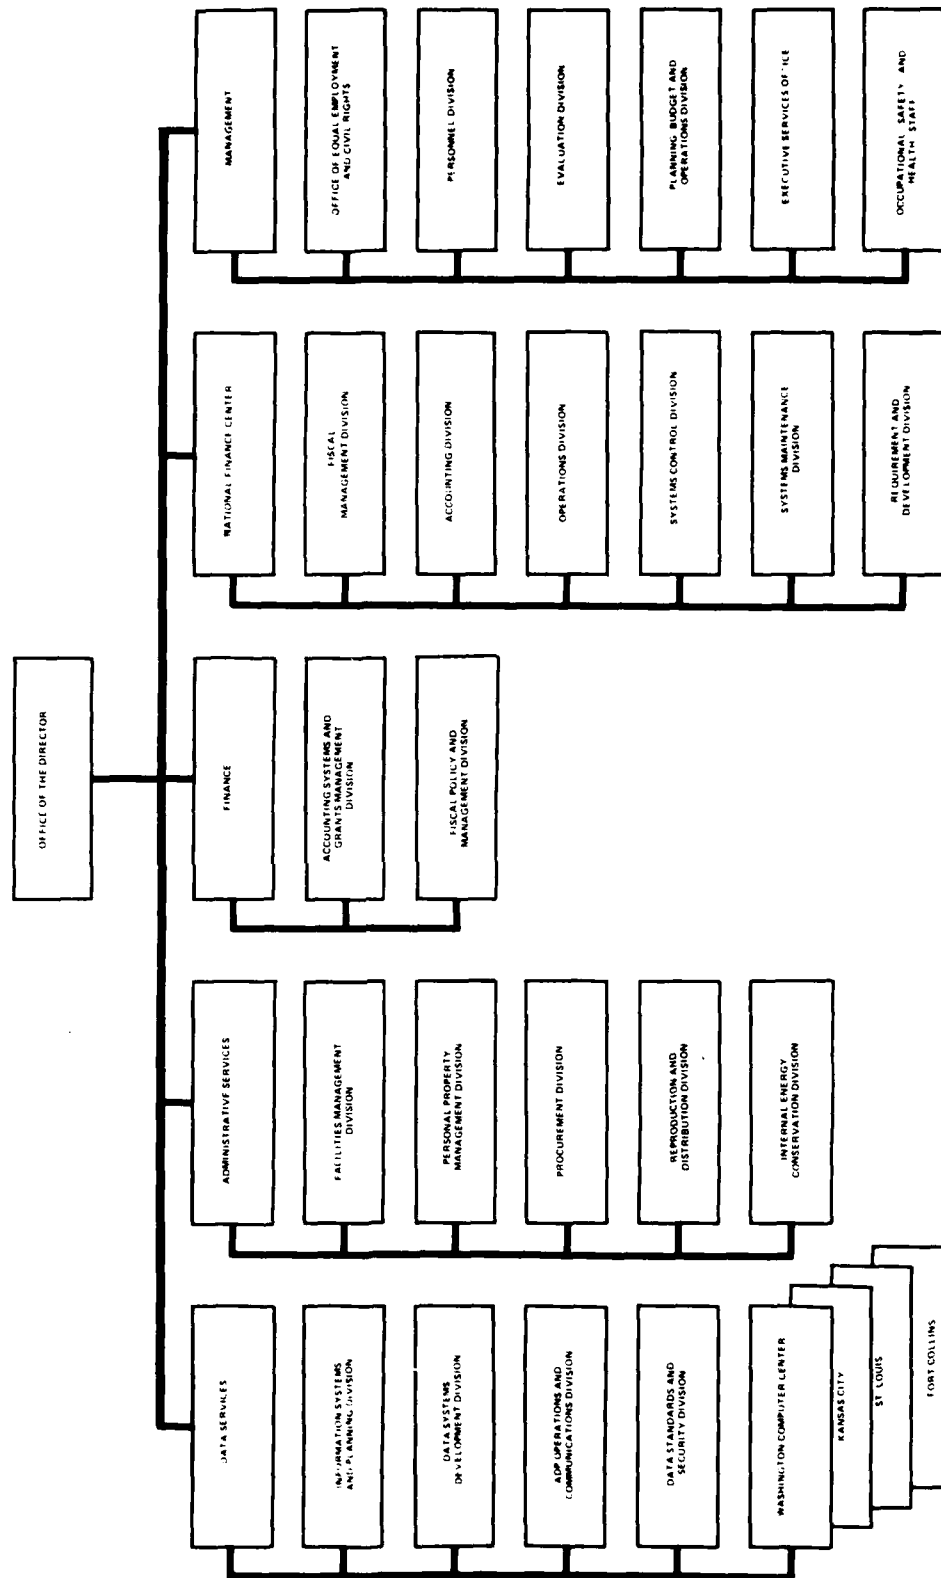 OFFICE OF THE DIRECTOR
DATA SERVICES
INFORMATION SYSTEMS
AND PLANNING DIVISION
DATA SYSTEMS
DEVELOPMENT DIVISION
ADP OPERATIONS AND
COMMUNICATIONS DIVISION
DATA STANDARDS AND
SECURITY DIVISION
WASHINGTON COMPUTER CENTER
KANSAS CITY
ST. LOUIS
FORT COLLINS
ADMINISTRATIVE SERVICES
FACILITIES MANAGEMENT
DIVISION
PERSONAL PROPERTY
MANAGEMENT DIVISION
PROCUREMENT DIVISION
REPRODUCTION AND
DISTRIBUTION DIVISION
INTERNAL ENERGY
CONSERVATION DIVISION
FINANCE
ACCOUNTING SYSTEMS AND
GRANTS MANAGEMENT
DIVISION
FISCAL POLICY AND
MANAGEMENT DIVISION
NATIONAL FINANCE CENTER
FISCAL
MANAGEMENT DIVISION
ACCOUNTING DIVISION
OPERATIONS DIVISION
SYSTEMS CONTROL DIVISION
SYSTEMS MAINTENANCE
DIVISION
REQUIREMENT AND
DEVELOPMENT DIVISION
MANAGEMENT
OFFICE OF EQUAL EMPLOYMENT
AND CIVIL RIGHTS
PERSONNEL DIVISION
EVALUATION DIVISION
PLANNING BUDGET AND
OPERATIONS DIVISION
EXECUTIVE SERVICES OFFICE
OCCUPATIONAL SAFETY AND
HEALTH STAFF